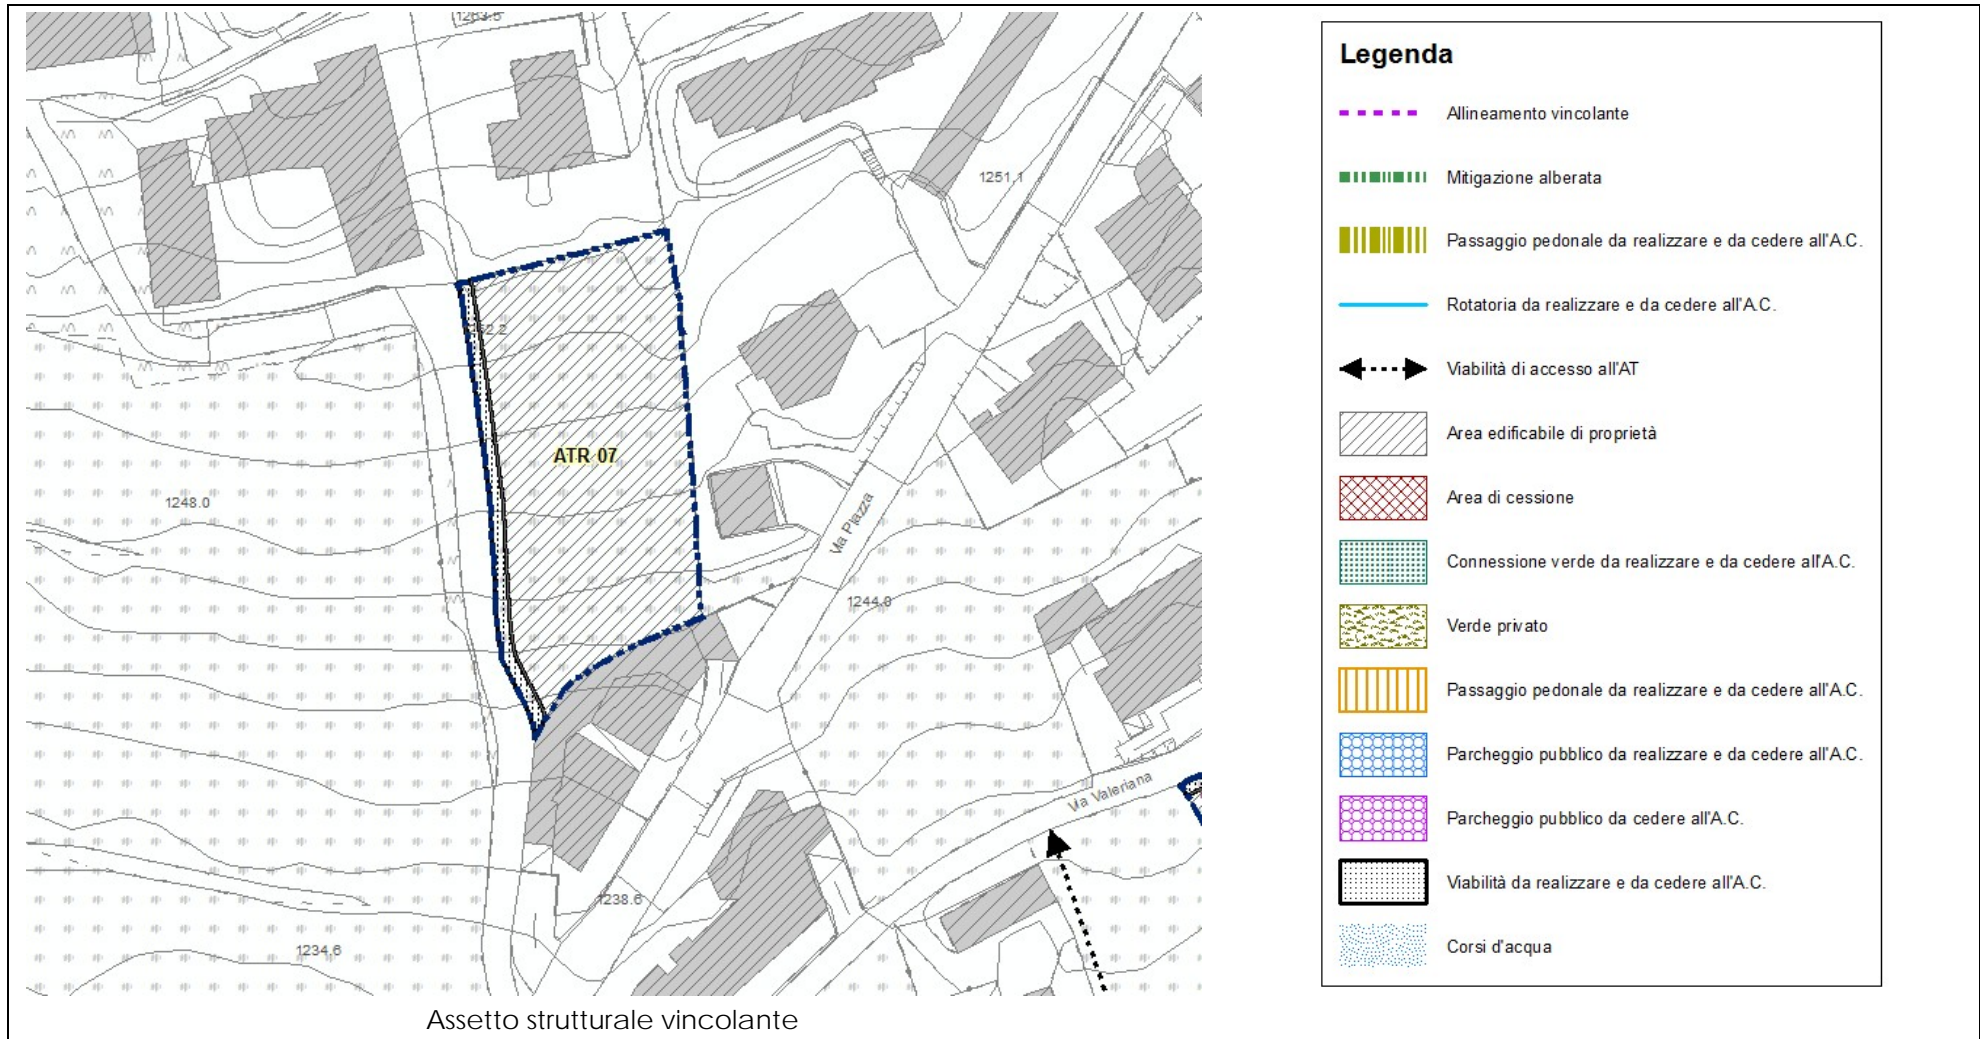 1263.5
1251.1
ATR 07
1248.0
Via Piazza
1244.0
Via Valeriana
1238.6
1234.6
Assetto strutturale vincolante
Legenda
Allineamento vincolante
Mitigazione alberata
Passaggio pedonale da realizzare e da cedere all'A.C.
Rotatoria da realizzare e da cedere all'A.C.
Viabilità di accesso all'AT
Area edificabile di proprietà
Area di cessione
Connessione verde da realizzare e da cedere all'A.C.
Verde privato
Passaggio pedonale da realizzare e da cedere all'A.C.
Parcheggio pubblico da realizzare e da cedere all'A.C.
Parcheggio pubblico da cedere all'A.C.
Viabilità da realizzare e da cedere all'A.C.
Corsi d'acqua